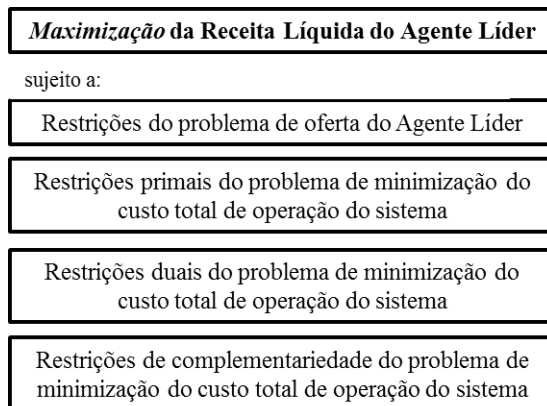 Maximização da Receita Líquida do Agente Líder
sujeito a:
Restrições do problema de oferta do Agente Líder
Restrições primais do problema de minimização do
custo total de operação do sistema
Restrições duais do problema de minimização do
custo total de operação do sistema
Restrições de complementariedade do problema de
minimização do custo total de operação do sistema